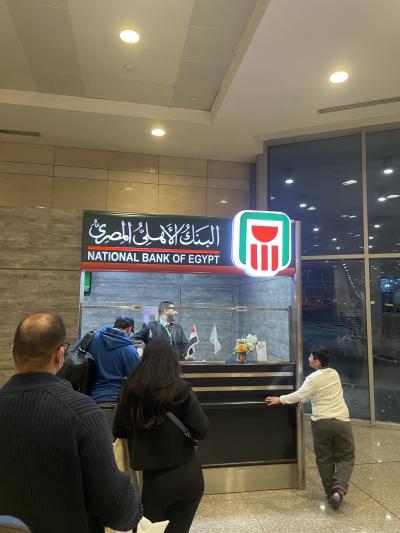 البنك الأهلي المصري
NATIONAL BANK OF EGYPT